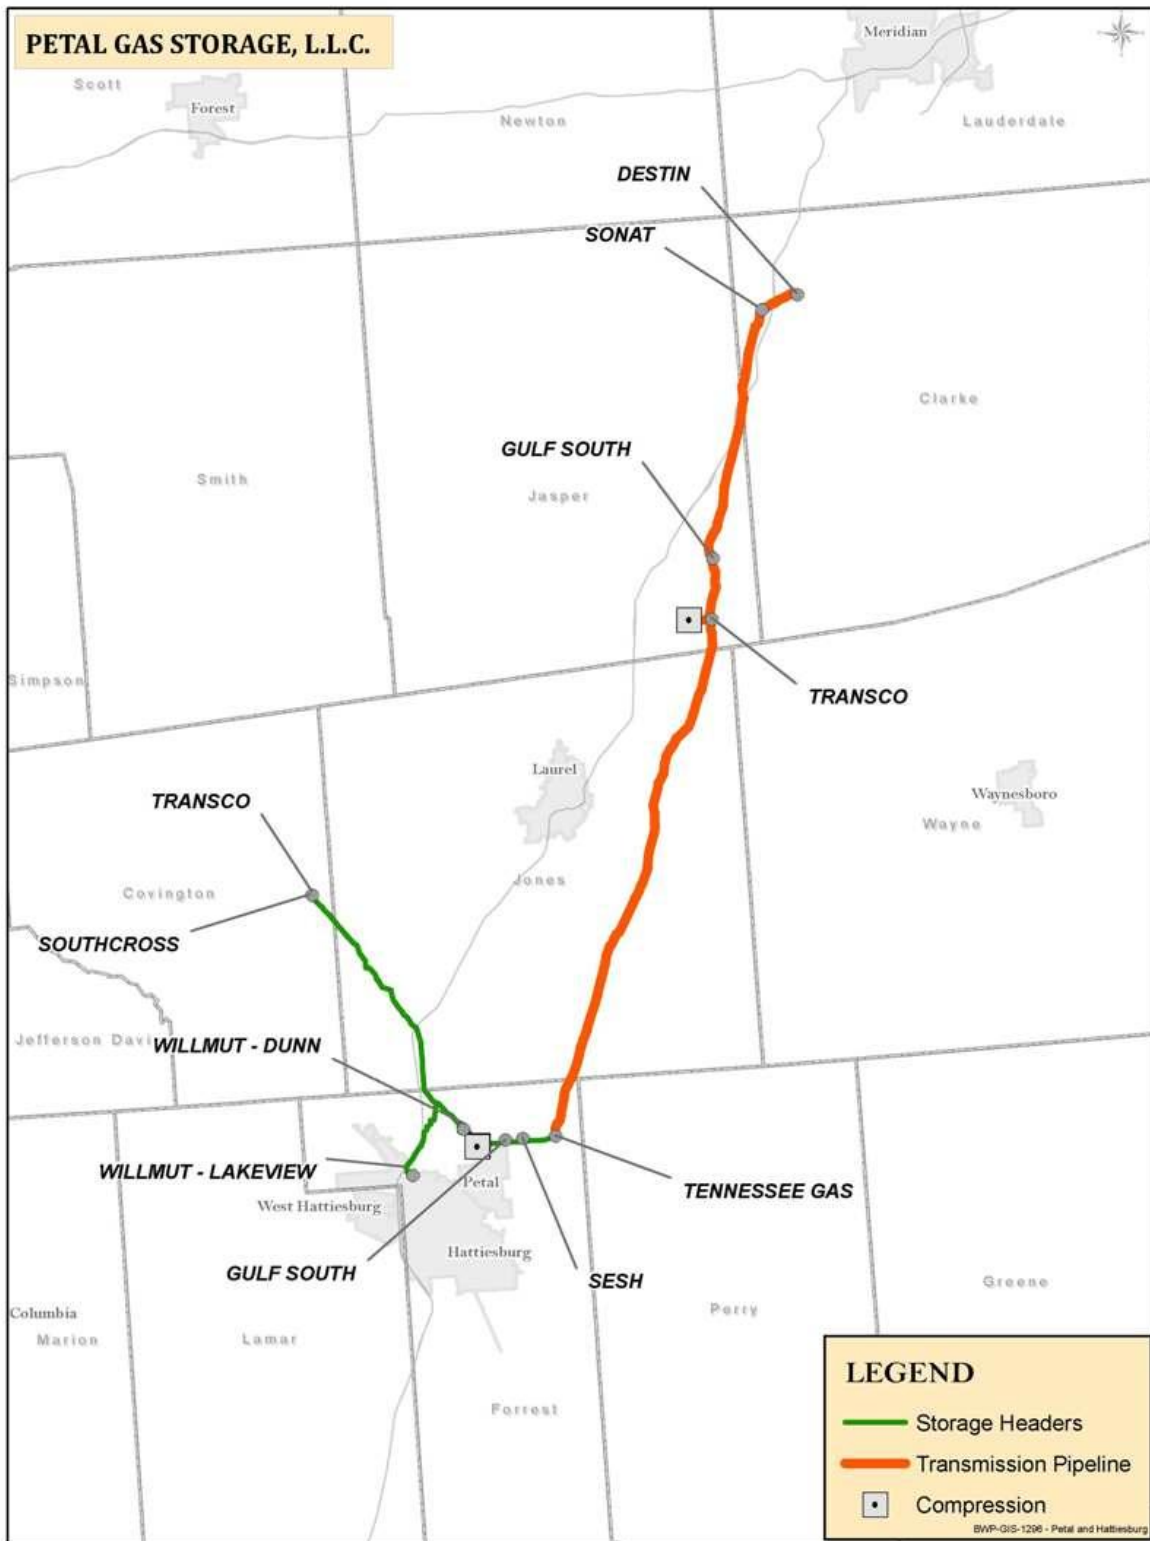 PETAL GAS STORAGE, L.L.C.
Meridian
Scott
Forest
Newton
Lauderdale
DESTIN
SONAT
Clarke
GULF SOUTH
Smith
Jasper
Simpson
TRANSCO
Laurel
Waynesboro
TRANSCO
Wayne
Jones
Covington
SOUTHCROSS
Jefferson Davi
WILLMUT - DUNN
WILLMUT - LAKEVIEW
Petal
TENNESSEE GAS
West Hattiesburg
Hattiesburg
GULF SOUTH
SESH
Greene
Columbia
Perry
Marion
Lamar
Forrest
LEGEND
Storage Headers
Transmission Pipeline
Compression
BWP-GIS-1296 - Petal and Hattiesburg